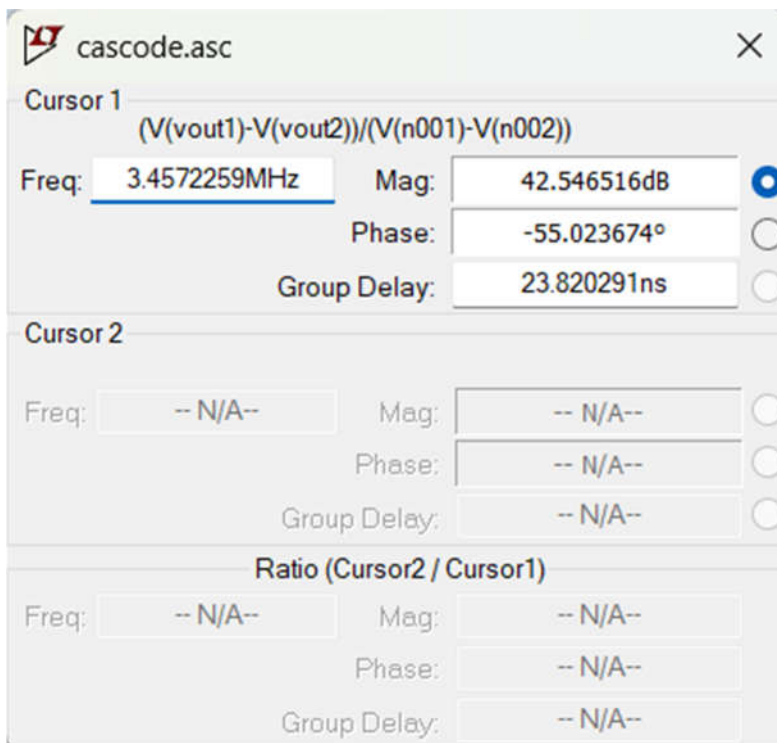 cascode.asc
Cursor 1
(V(vout1)-V(vout2))/(V(n001)-V(n002))
Freq: 3.4572259MHz Mag: 42.546516dB
Phase: -55.023674º
Group Delay: 23.820291ns
Cursor 2
Freq: -- N/A-- Mag: -- N/A--
Phase: -- N/A--
Group Delay: -- N/A--
Ratio (Cursor2 / Cursor1)
Freq: -- N/A-- Mag: -- N/A--
Phase: -- N/A--
Group Delay: -- N/A--